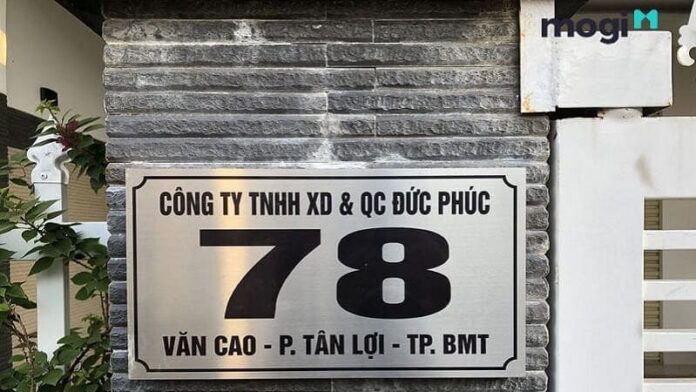 mogi
CÔNG TY TNHH XD & QC ĐỨC PHÚC
78
VĂN CAO - P. TÂN LỢI - TP. BMT